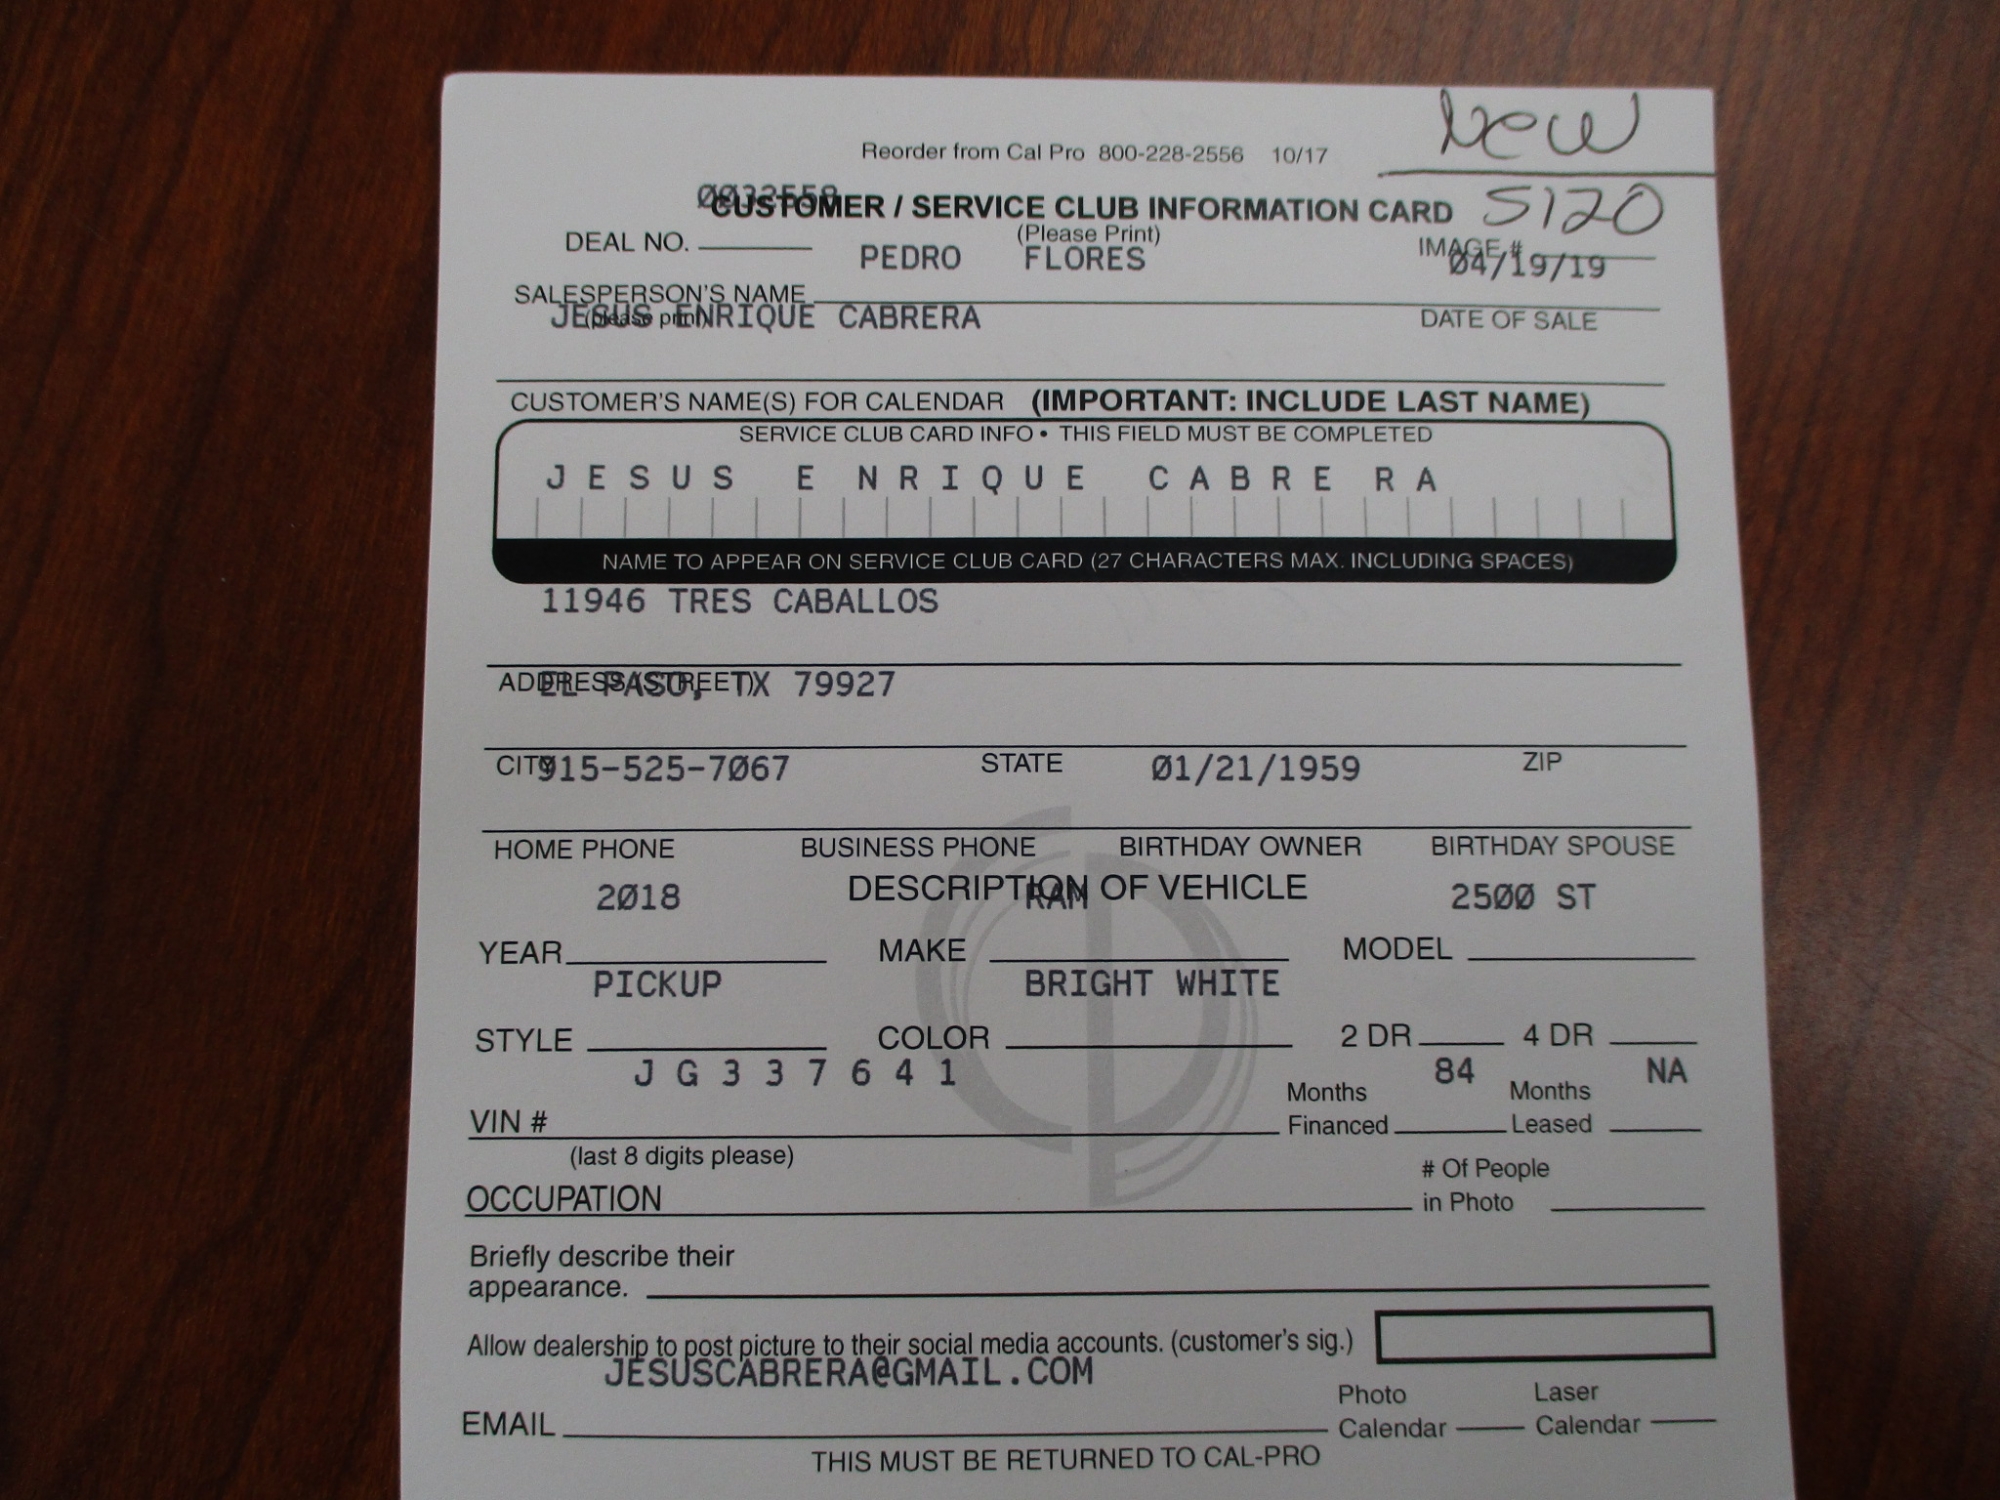 New
Reorder from Cal Pro 800-228-2556 10/17
0032558
CUSTOMER / SERVICE CLUB INFORMATION CARD 5120
(Please Print)
DEAL NO. PEDRO FLORES IMAGE # 04/19/19
SALESPERSON'S NAME
(please print) JESUS ENRIQUE CABRERA DATE OF SALE
CUSTOMER'S NAME(S) FOR CALENDAR (IMPORTANT: INCLUDE LAST NAME)
SERVICE CLUB CARD INFO • THIS FIELD MUST BE COMPLETED
JESUS ENRIQUE CABRERA
NAME TO APPEAR ON SERVICE CLUB CARD (27 CHARACTERS MAX. INCLUDING SPACES)
11946 TRES CABALLOS
ADDRESS (STREET) EL PASO, TX 79927
CITY 915-525-7067 STATE 01/21/1959 ZIP
HOME PHONE BUSINESS PHONE BIRTHDAY OWNER BIRTHDAY SPOUSE
DESCRIPTION OF VEHICLE
2018 RAM 2500 ST
YEAR MAKE MODEL
PICKUP BRIGHT WHITE
STYLE COLOR 2 DR 4 DR
JG337641 84 NA
VIN # Months Financed Months Leased
(last 8 digits please)
OCCUPATION # Of People in Photo
Briefly describe their
appearance.
Allow dealership to post picture to their social media accounts. (customer's sig.)
JESUSCABRERA@GMAIL.COM
EMAIL Photo Calendar Laser Calendar
THIS MUST BE RETURNED TO CAL-PRO